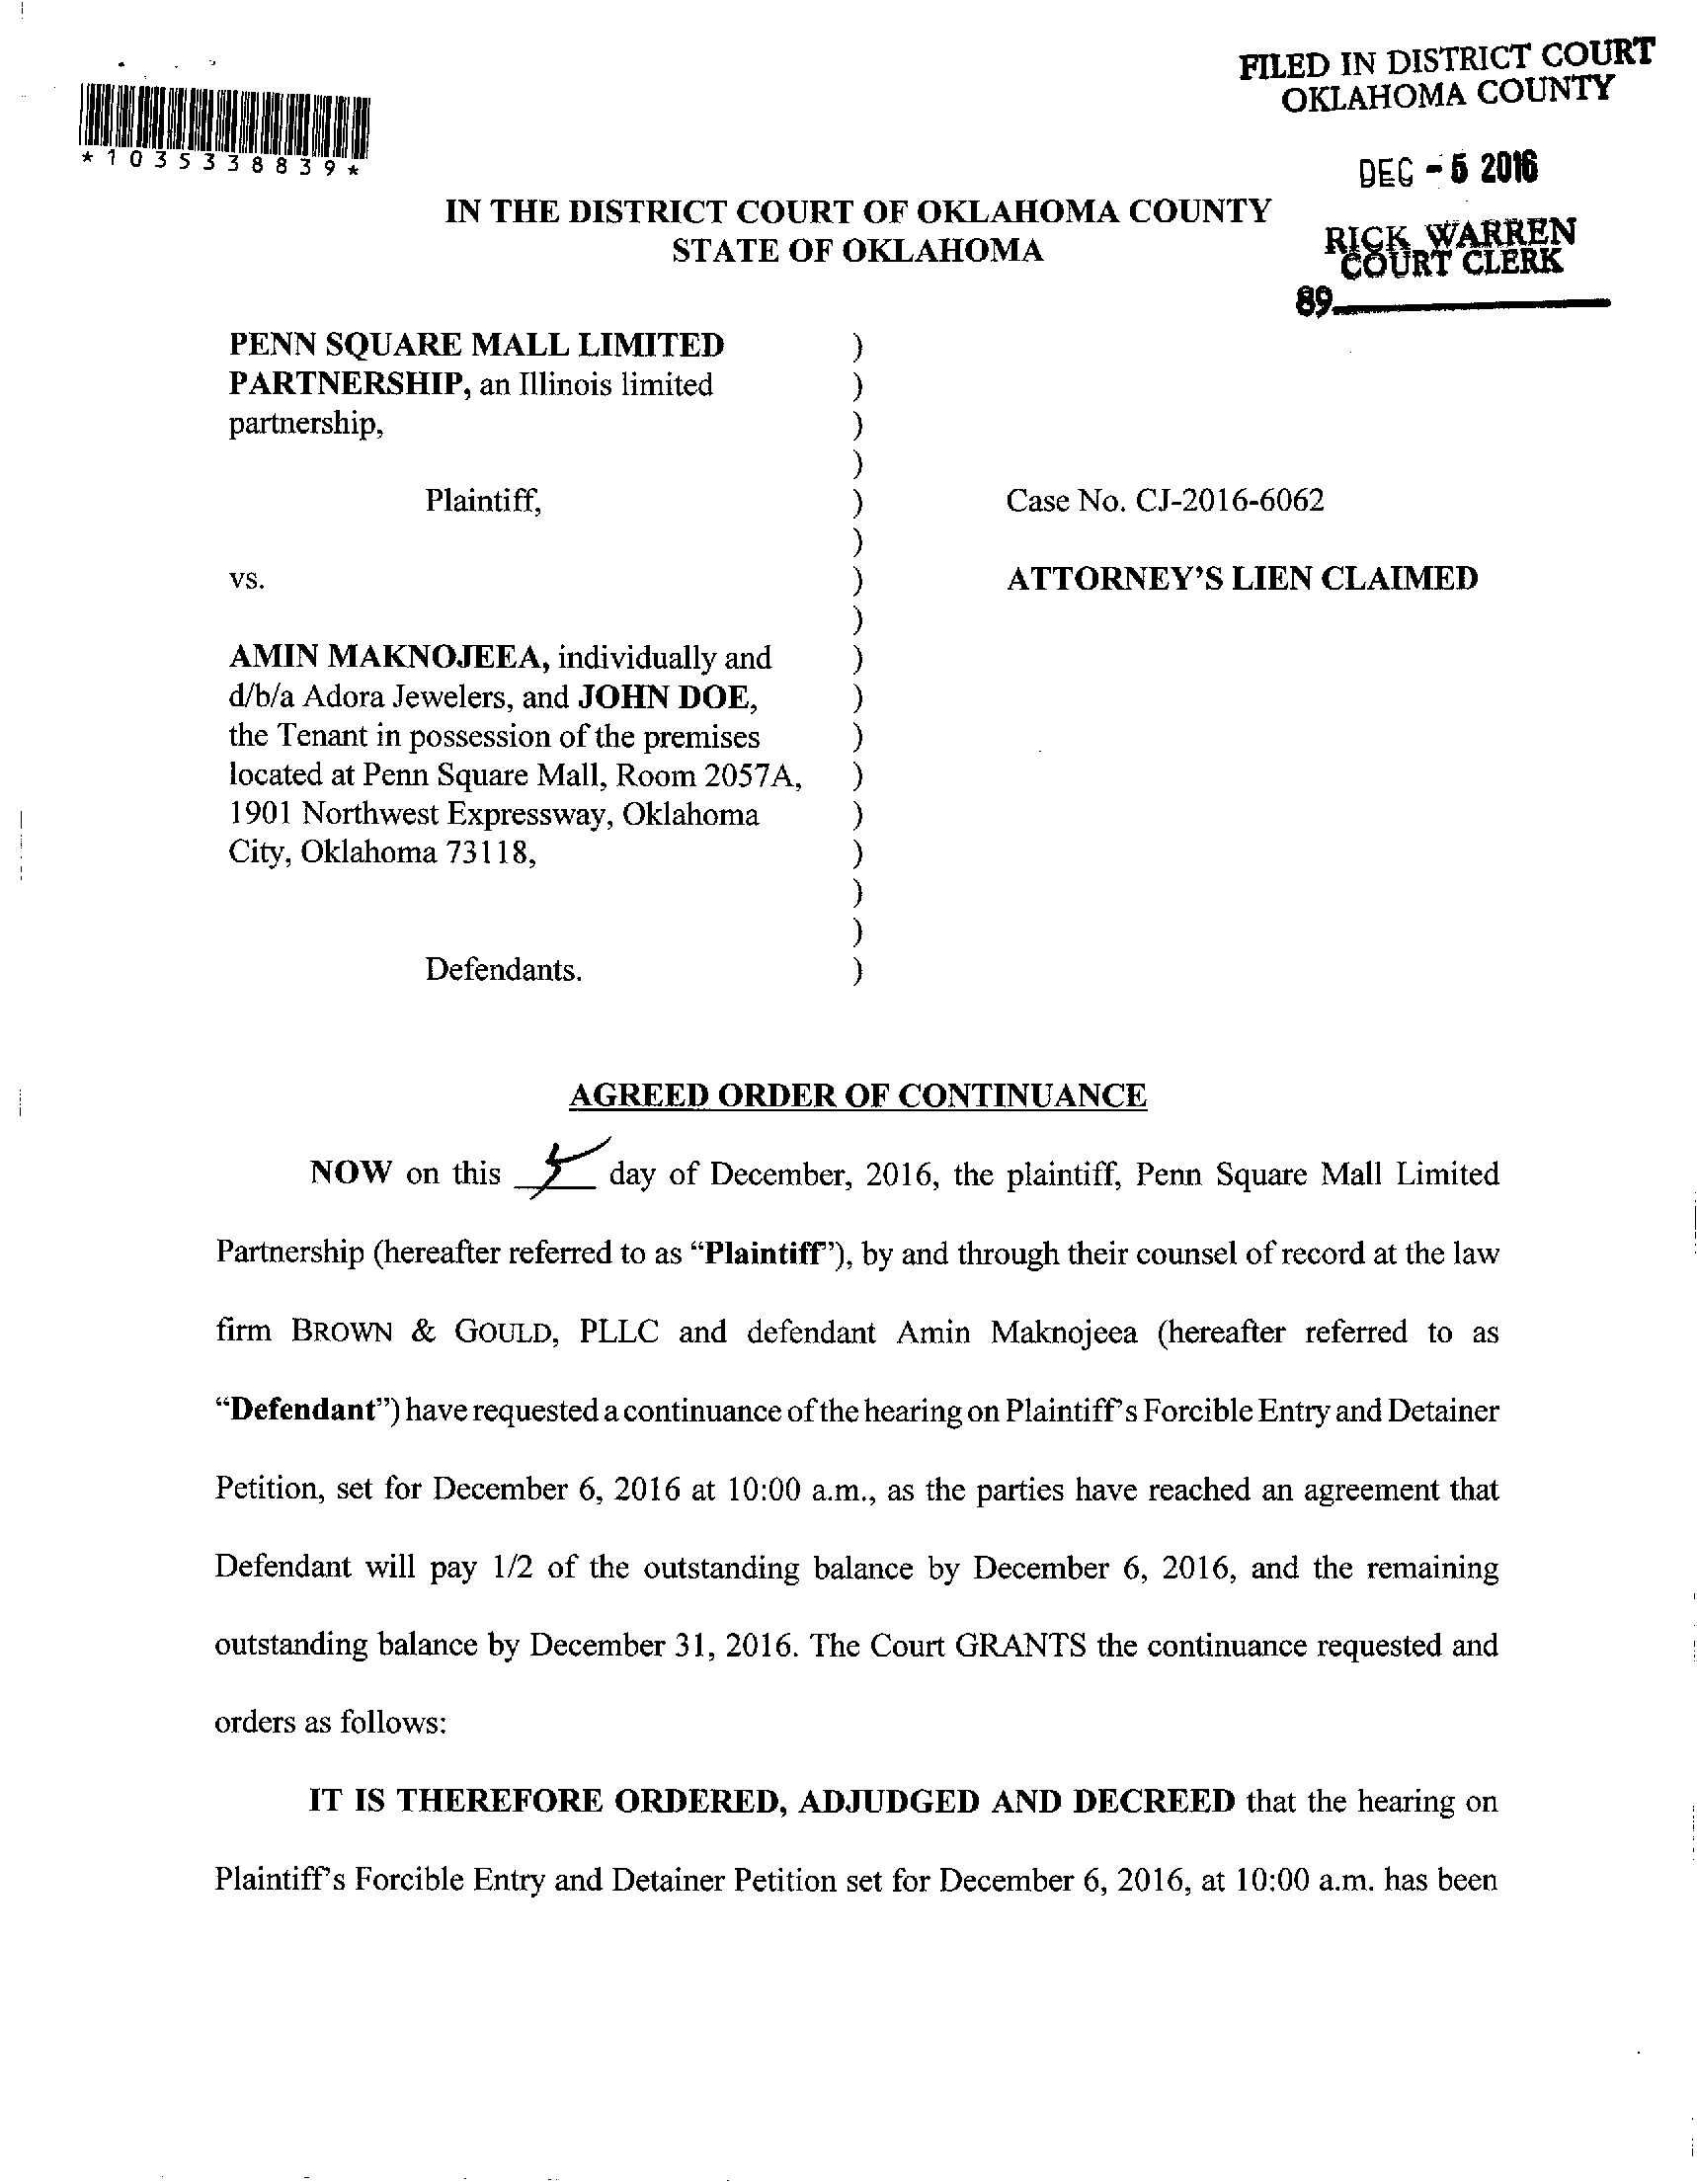 FILED IN DISTRICT COURT
OKLAHOMA COUNTY
*1035338839*
DEC - 5 2016
IN THE DISTRICT COURT OF OKLAHOMA COUNTY
STATE OF OKLAHOMA
RICK WARREN
COURT CLERK
89
PENN SQUARE MALL LIMITED )
PARTNERSHIP, an Illinois limited )
partnership, )
)
Plaintiff, ) Case No. CJ-2016-6062
)
vs. ) ATTORNEY'S LIEN CLAIMED
)
AMIN MAKNOJEEA, individually and )
d/b/a Adora Jewelers, and JOHN DOE, )
the Tenant in possession of the premises )
located at Penn Square Mall, Room 2057A, )
1901 Northwest Expressway, Oklahoma )
City, Oklahoma 73118, )
)
)
Defendants. )
AGREED ORDER OF CONTINUANCE
NOW on this 5 day of December, 2016, the plaintiff, Penn Square Mall Limited
Partnership (hereafter referred to as “Plaintiff”), by and through their counsel of record at the law
firm BROWN & GOULD, PLLC and defendant Amin Maknojeea (hereafter referred to as
“Defendant”) have requested a continuance of the hearing on Plaintiff's Forcible Entry and Detainer
Petition, set for December 6, 2016 at 10:00 a.m., as the parties have reached an agreement that
Defendant will pay 1/2 of the outstanding balance by December 6, 2016, and the remaining
outstanding balance by December 31, 2016. The Court GRANTS the continuance requested and
orders as follows:
IT IS THEREFORE ORDERED, ADJUDGED AND DECREED that the hearing on
Plaintiff's Forcible Entry and Detainer Petition set for December 6, 2016, at 10:00 a.m. has been